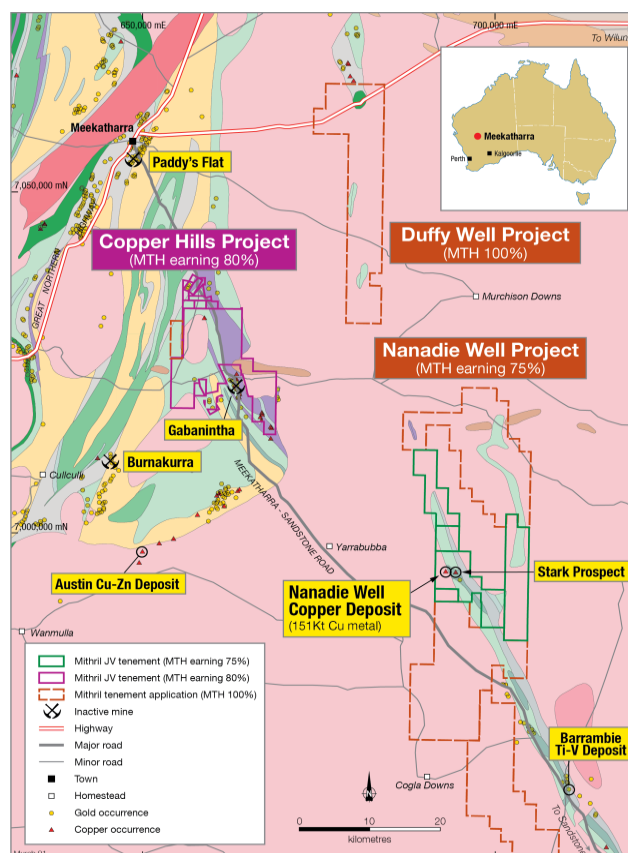 650,000 mE
700,000 mE
To Wilun
Meekatharra
Paddy's Flat
7,050,000 mN
GREAT NORTHERN
HIGHWAY
Meekatharra
Perth
Kalgoorlie
Copper Hills Project
(MTH earning 80%)
Duffy Well Project
(MTH 100%)
Murchison Downs
Nanadie Well Project
(MTH earning 75%)
Gabanintha
Burnakurra
Culculli
MEEKATHARRA - SANDSTONE ROAD
7,000,000 mN
Yarrabubba
Austin Cu-Zn Deposit
Stark Prospect
Nanadie Well
Copper Deposit
(151Kt Cu metal)
Wanmulla
Mithril JV tenement (MTH earning 75%)
Mithril JV tenement (MTH earning 80%)
Mithril tenement application (MTH 100%)
Inactive mine
Highway
Major road
Minor road
Town
Homestead
Gold occurrence
Copper occurrence
Barrambie
Ti-V Deposit
Cogla Downs
N
0 10 20
kilometres
To Sandstone